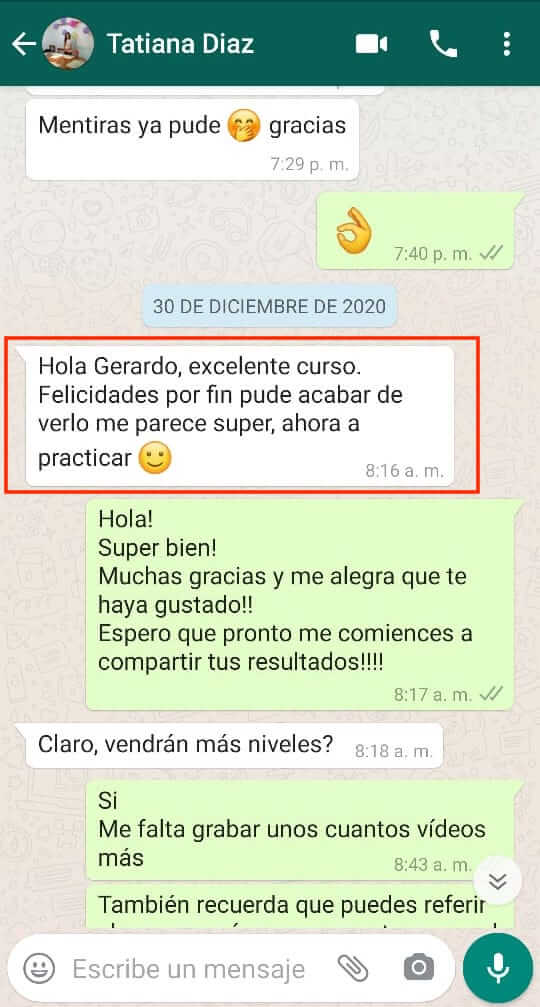 Tatiana Diaz
Mentiras ya pude 🤭 gracias
7:29 p. m.
👌
7:40 p. m.
30 DE DICIEMBRE DE 2020
Hola Gerardo, excelente curso.
Felicidades por fin pude acabar de
verlo me parece super, ahora a
practicar 🙂
8:16 a. m.
Hola!
Super bien!
Muchas gracias y me alegra que te
haya gustado!!
Espero que pronto me comiences a
compartir tus resultados!!!!
8:17 a. m.
Claro, vendrán más niveles?
8:18 a. m.
Si
Me falta grabar unos cuantos vídeos
más
8:43 a. m.
También recuerda que puedes referir
Escribe un mensaje